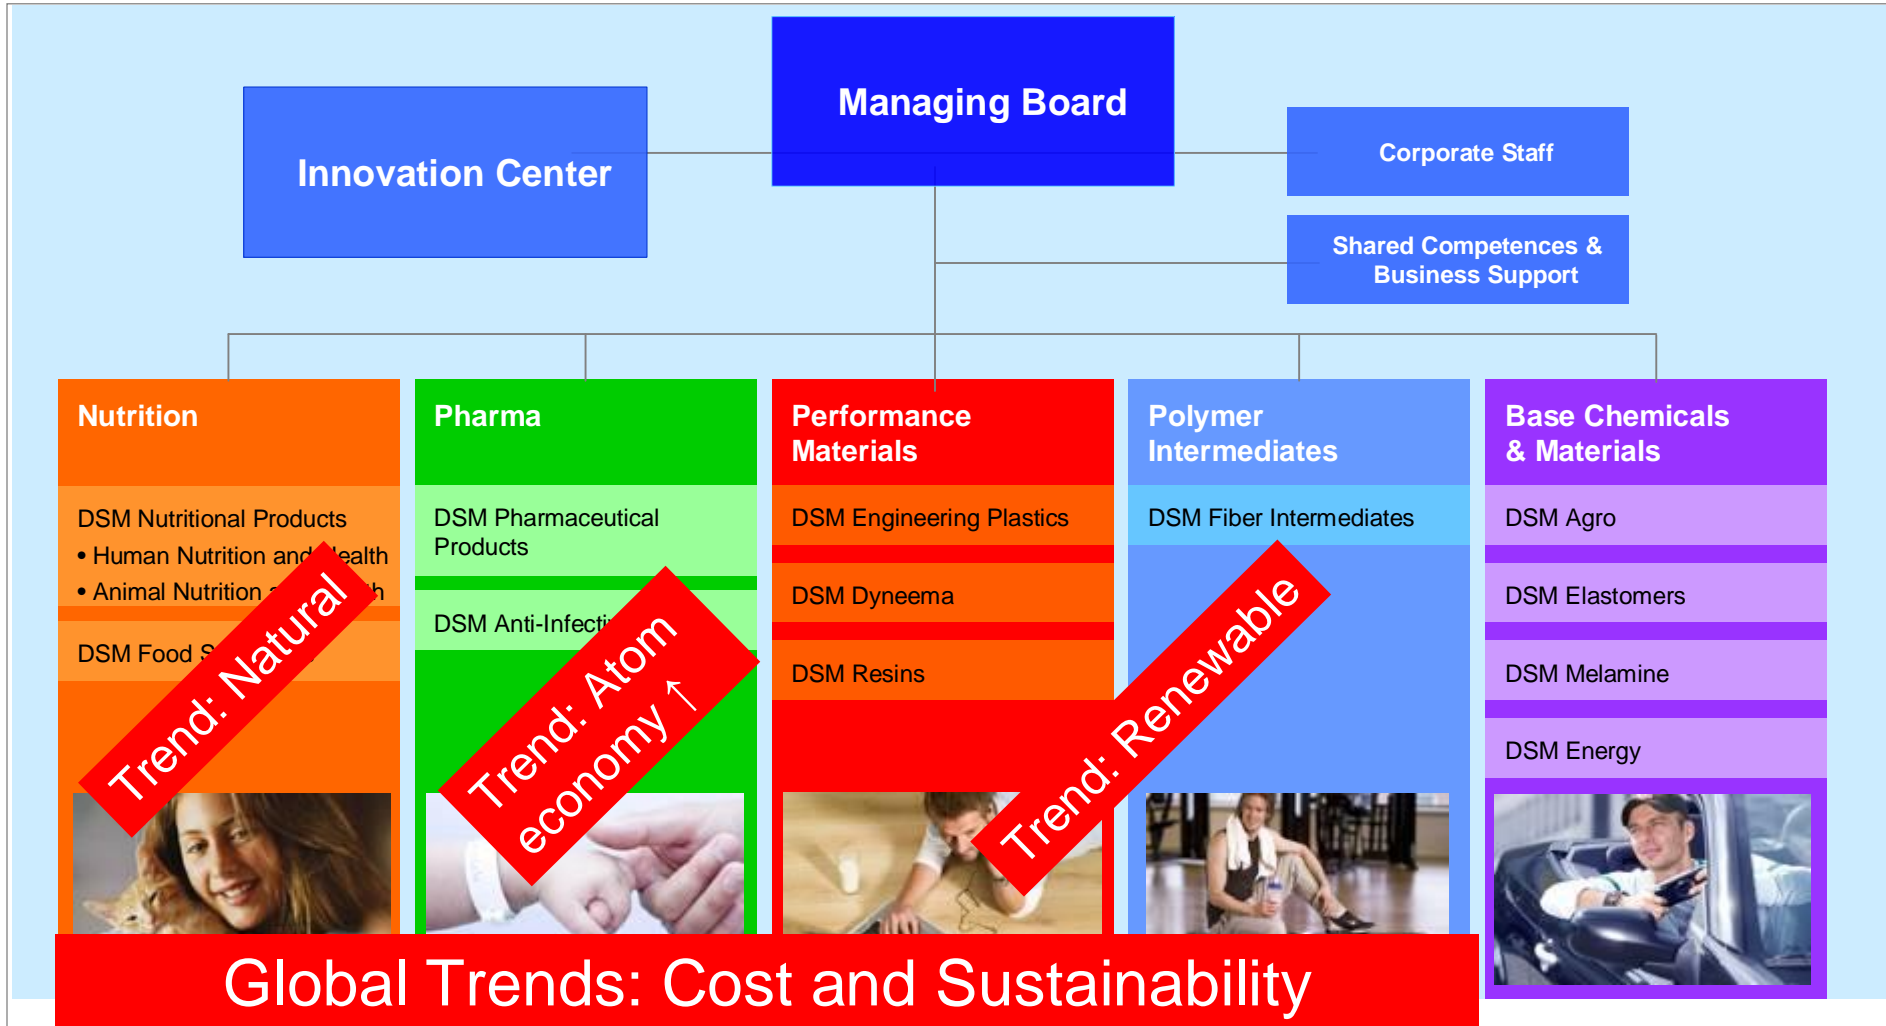 Managing Board
Innovation Center
Corporate Staff
Shared Competences &
Business Support
Nutrition
DSM Nutritional Products
• Human Nutrition and Health
• Animal Nutrition
DSM Food
Trend: Natural
Pharma
DSM Pharmaceutical
Products
DSM Anti-Infecti
Trend: Atom
economy ↑
Performance
Materials
DSM Engineering Plastics
DSM Dyneema
DSM Resins
Trend: Renewable
Polymer
Intermediates
DSM Fiber Intermediates
Base Chemicals
& Materials
DSM Agro
DSM Elastomers
DSM Melamine
DSM Energy
Global Trends: Cost and Sustainability